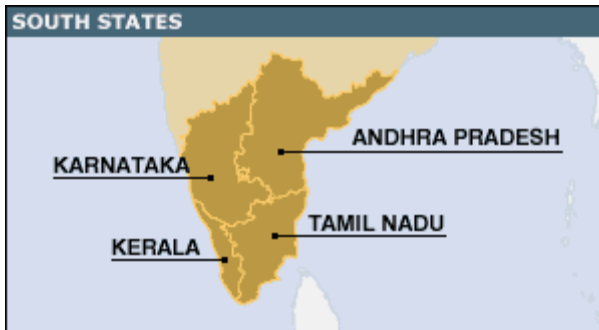 SOUTH STATES
ANDHRA PRADESH
KARNATAKA
TAMIL NADU
KERALA